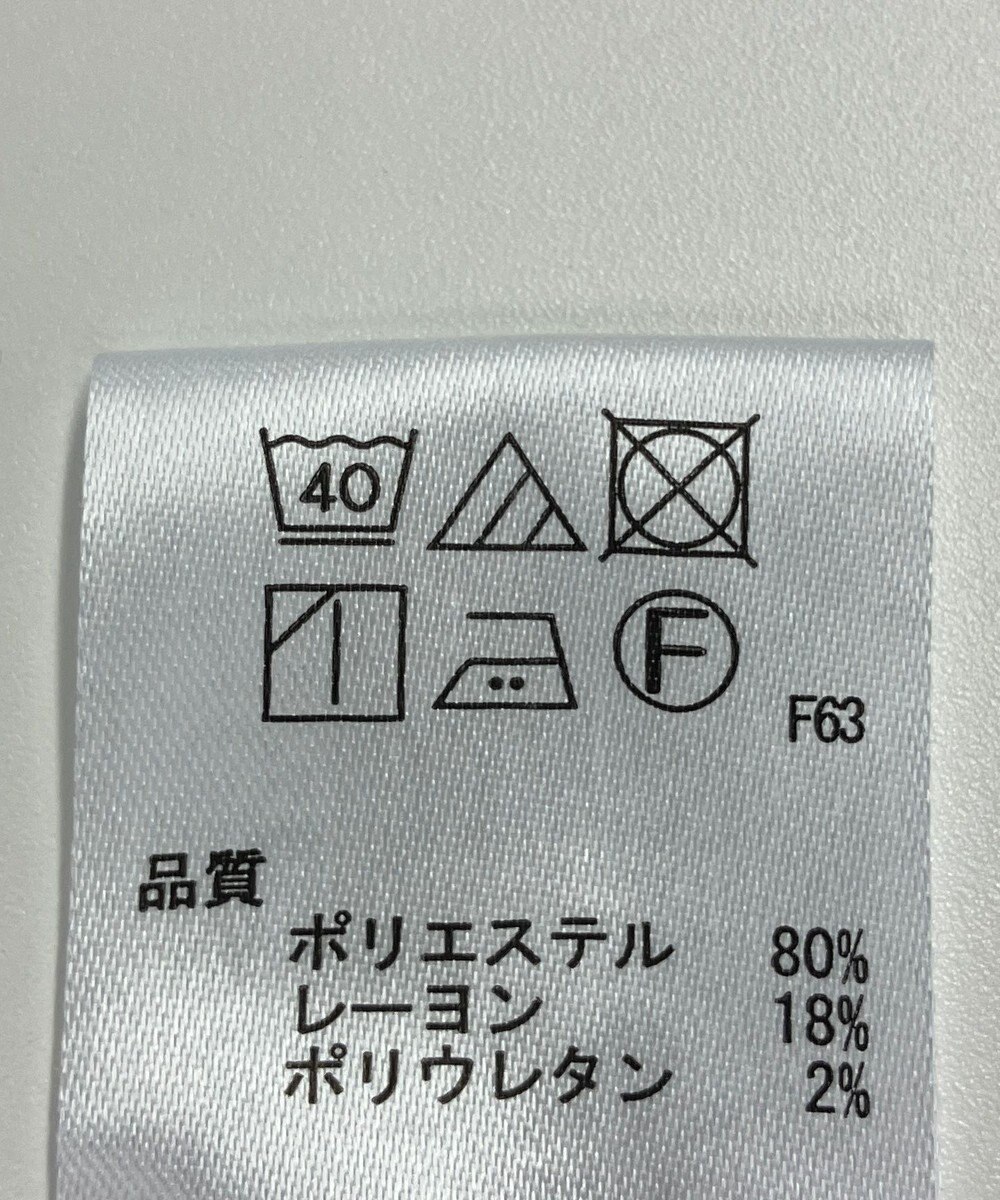 40
F
F63
品質
ポリエステル 80%
レーヨン 18%
ポリウレタン 2%